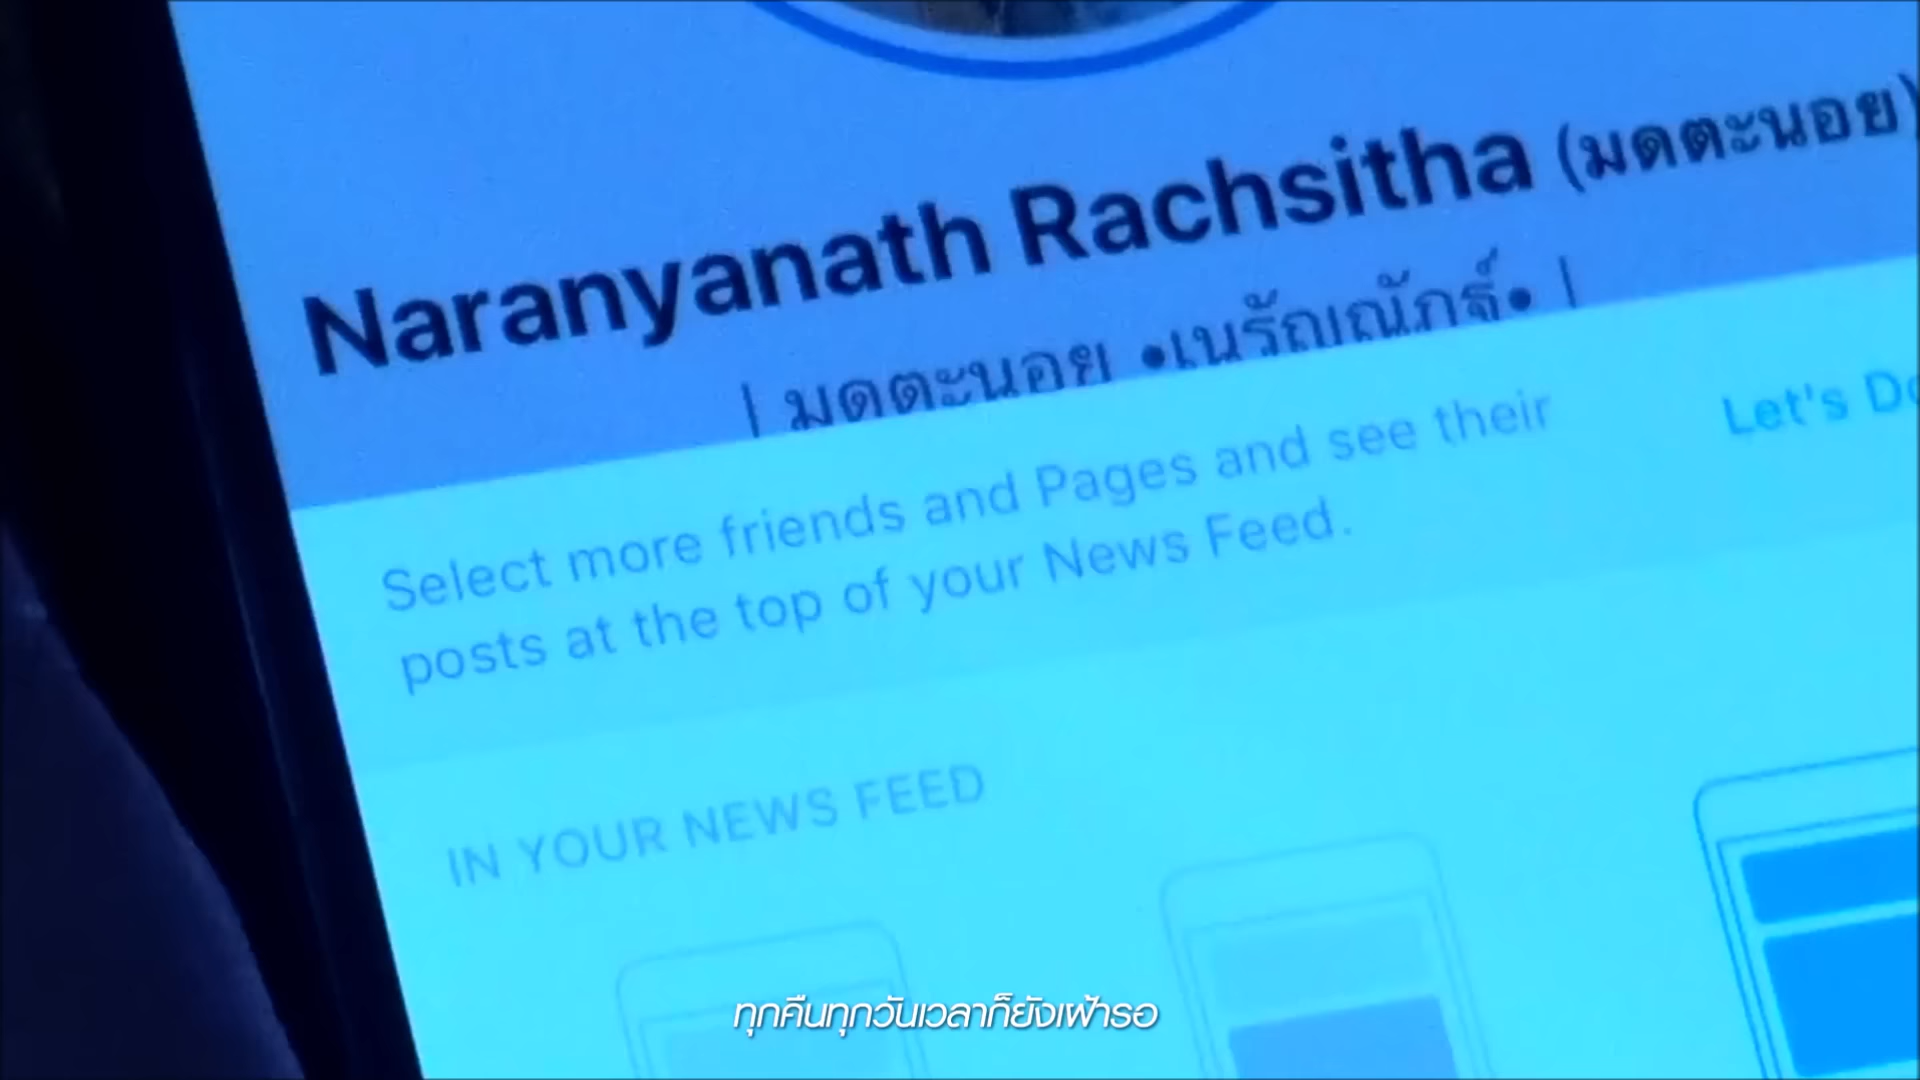 Naranyanath Rachsitha (มดตะนอย)
| มดตะนอย •เนรัญณัภธ์• |
Select more friends and Pages and see their
posts at the top of your News Feed.
Let's
IN YOUR NEWS FEED
ทุกคืนทุกวันเวลาก็ยังเฝ้ารอ